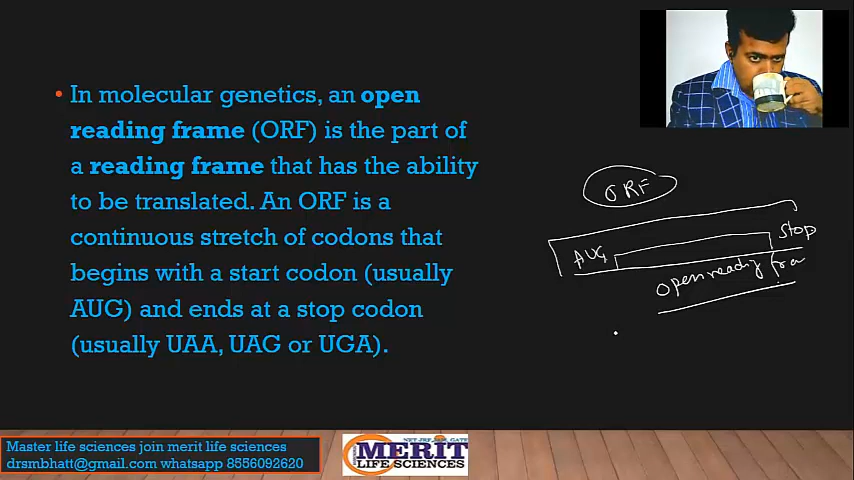 • In molecular genetics, an open
reading frame (ORF) is the part of
a reading frame that has the ability
to be translated. An ORF is a
continuous stretch of codons that
begins with a start codon (usually
AUG) and ends at a stop codon
(usually UAA, UAG or UGA).
ORF
AUG stop
open readig fra
Master life sciences join merit life sciences
drsmbhatt@gmail.com whatsapp 8556092620
MERIT
LIFE SCIENCES